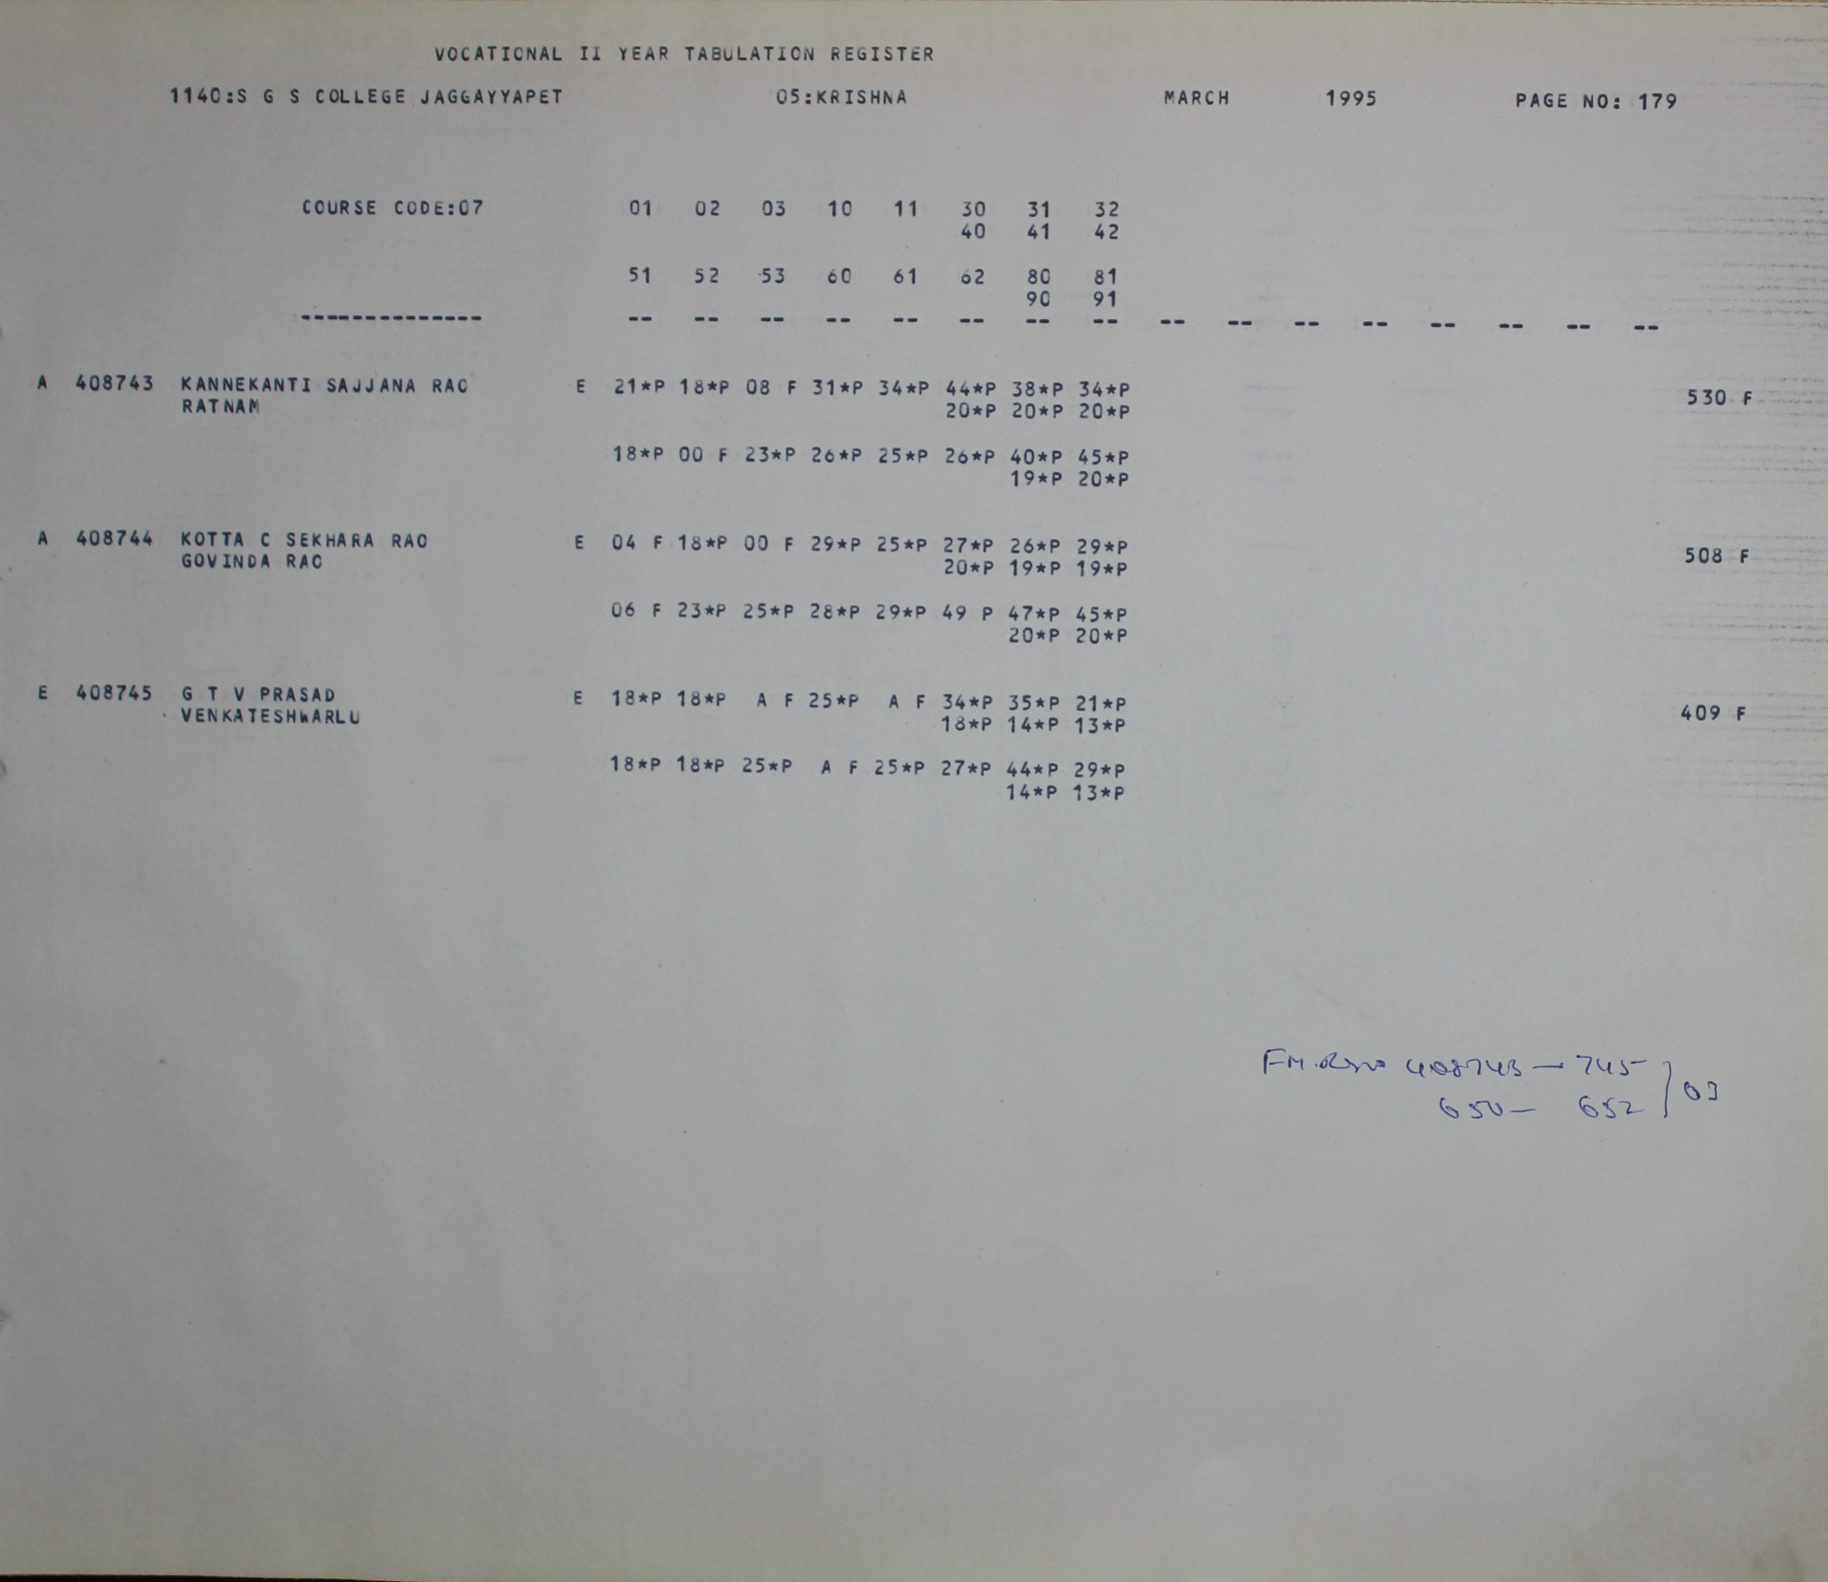 VOCATIONAL II YEAR TABULATION REGISTER
1140:S G S COLLEGE JAGGAYYAPET 05:KRISHNA MARCH 1995 PAGE NO: 179
COURSE CODE:07 01 02 03 10 11 30 31 32
40 41 42
51 52 53 60 61 62 80 81
90 91
-------------- -- -- -- -- -- -- -- -- -- -- -- -- -- -- -- --
A 408743 KANNEKANTI SAJJANA RAO E 21*P 18*P 08 F 31*P 34*P 44*P 38*P 34*P 530 F
RATNAM 20*P 20*P 20*P
18*P 00 F 23*P 26*P 25*P 26*P 40*P 45*P
19*P 20*P
A 408744 KOTTA C SEKHARA RAO E 04 F 18*P 00 F 29*P 25*P 27*P 26*P 29*P 508 F
GOVINDA RAO 20*P 19*P 19*P
06 F 23*P 25*P 28*P 29*P 49 P 47*P 45*P
20*P 20*P
E 408745 G T V PRASAD E 18*P 18*P A F 25*P A F 34*P 35*P 21*P 409 F
VENKATESHWARLU 18*P 14*P 13*P
18*P 18*P 25*P A F 25*P 27*P 44*P 29*P
14*P 13*P
FM. 408743 — 745
650 — 652 } 03